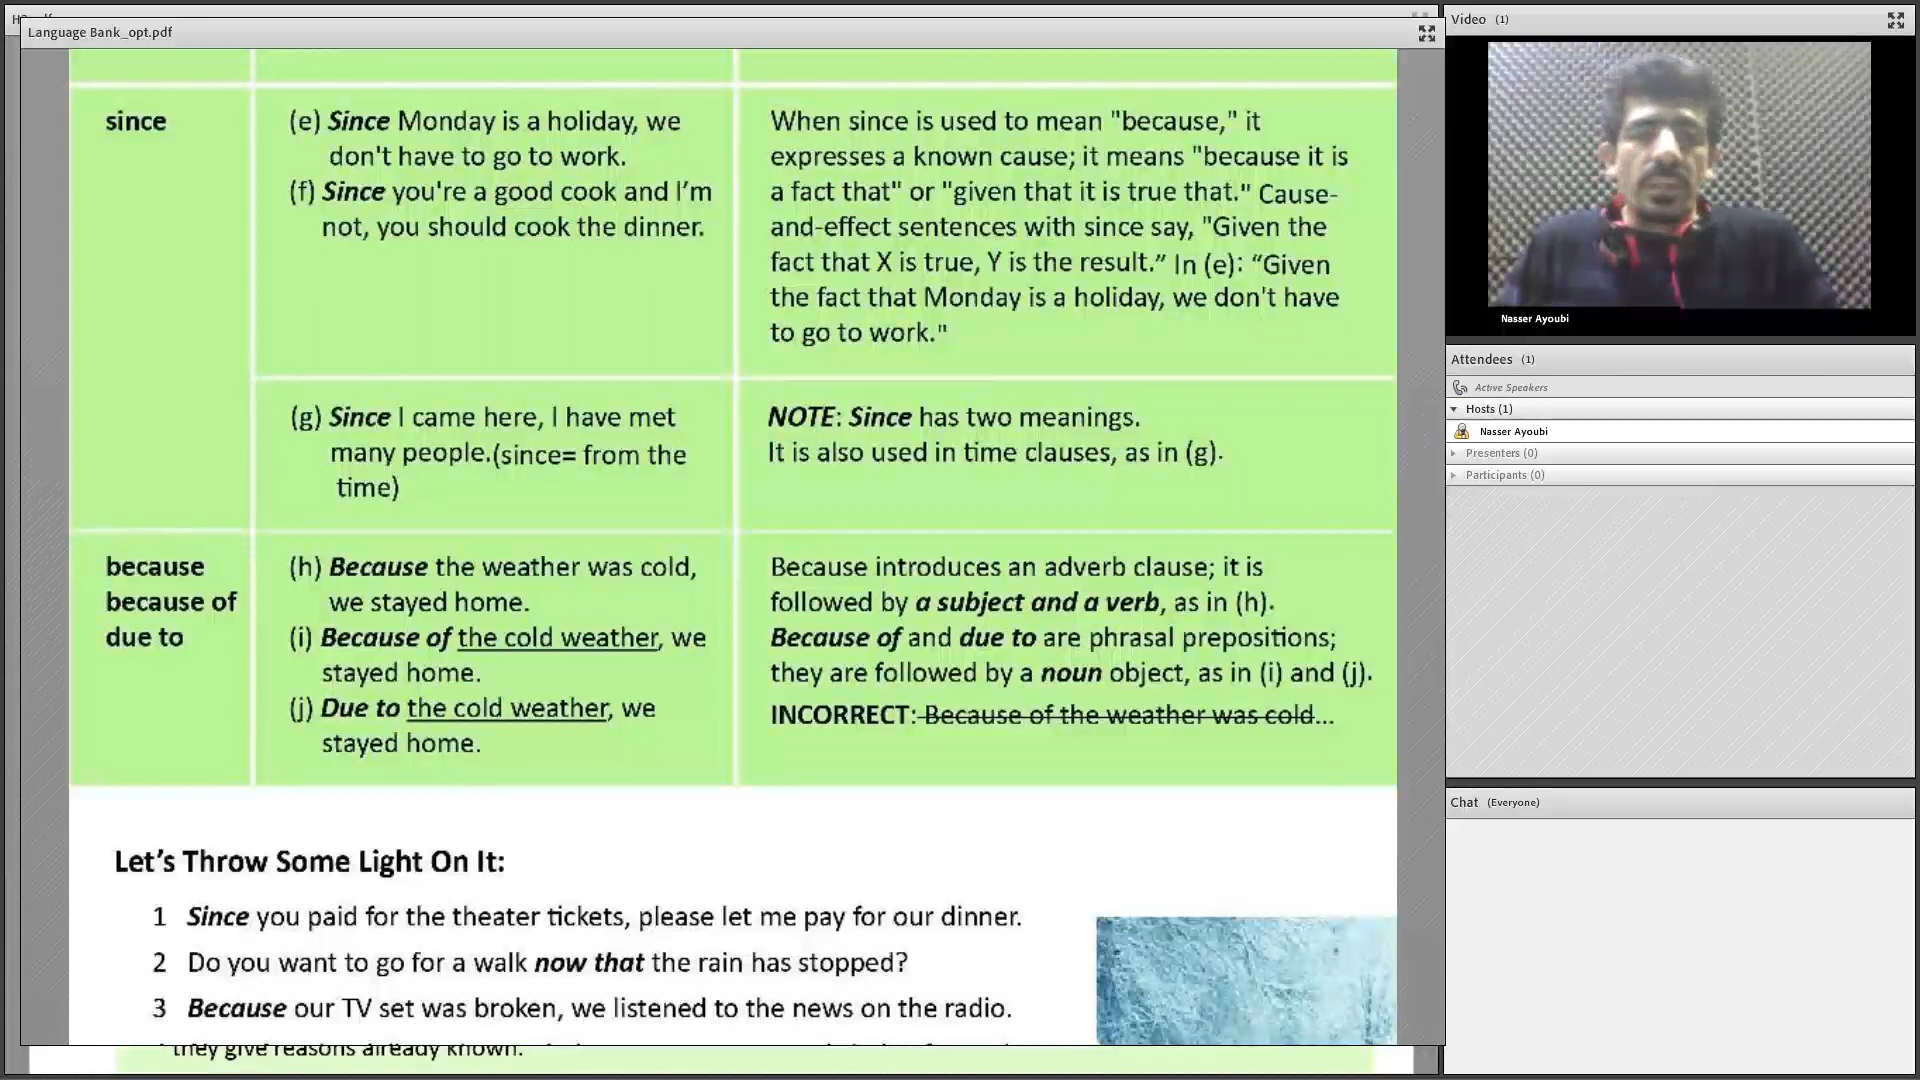 Language Bank_opt.pdf
since
(e) Since Monday is a holiday, we
don't have to go to work.
(f) Since you're a good cook and I'm
not, you should cook the dinner.
When since is used to mean "because," it
expresses a known cause; it means "because it is
a fact that" or "given that it is true that." Cause-
and-effect sentences with since say, "Given the
fact that X is true, Y is the result.” In (e): “Given
the fact that Monday is a holiday, we don't have
to go to work."
(g) Since I came here, I have met
many people.(since= from the
time)
NOTE: Since has two meanings.
It is also used in time clauses, as in (g).
because
because of
due to
(h) Because the weather was cold,
we stayed home.
(i) Because of the cold weather, we
stayed home.
(j) Due to the cold weather, we
stayed home.
Because introduces an adverb clause; it is
followed by a subject and a verb, as in (h).
Because of and due to are phrasal prepositions;
they are followed by a noun object, as in (i) and (j).
INCORRECT: Because of the weather was cold...
Let’s Throw Some Light On It:
1 Since you paid for the theater tickets, please let me pay for our dinner.
2 Do you want to go for a walk now that the rain has stopped?
3 Because our TV set was broken, we listened to the news on the radio.
they give reasons already known.
Video (1)
Nasser Ayoubi
Attendees (1)
Active Speakers
Hosts (1)
Nasser Ayoubi
Presenters (0)
Participants (0)
Chat (Everyone)